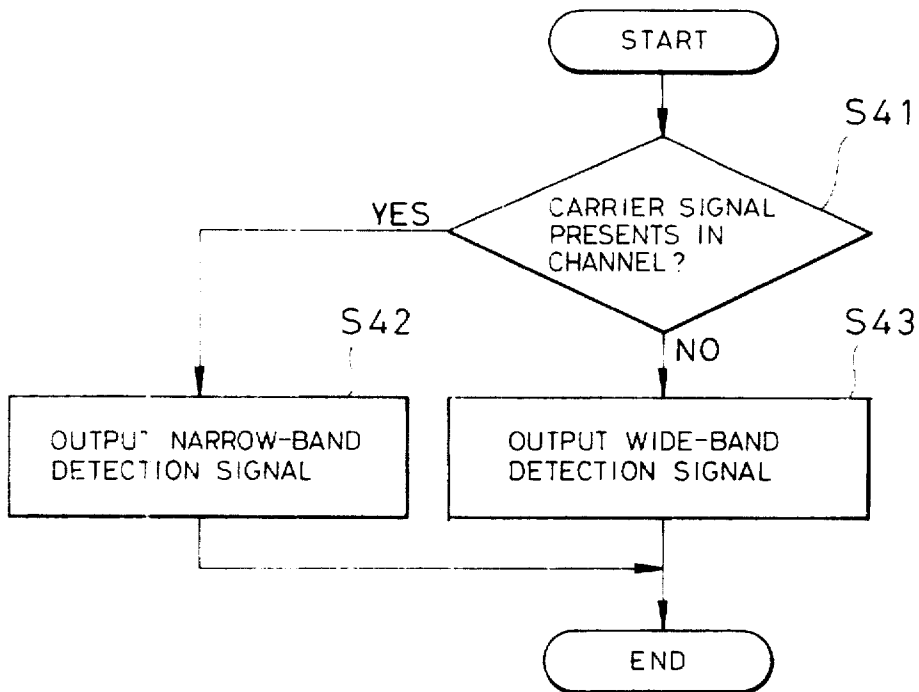 START
S41
CARRIER SIGNAL
PRESENTS IN
CHANNEL?
YES
NO
S42
OUTPUT NARROW-BAND
DETECTION SIGNAL
S43
OUTPUT WIDE-BAND
DETECTION SIGNAL
END